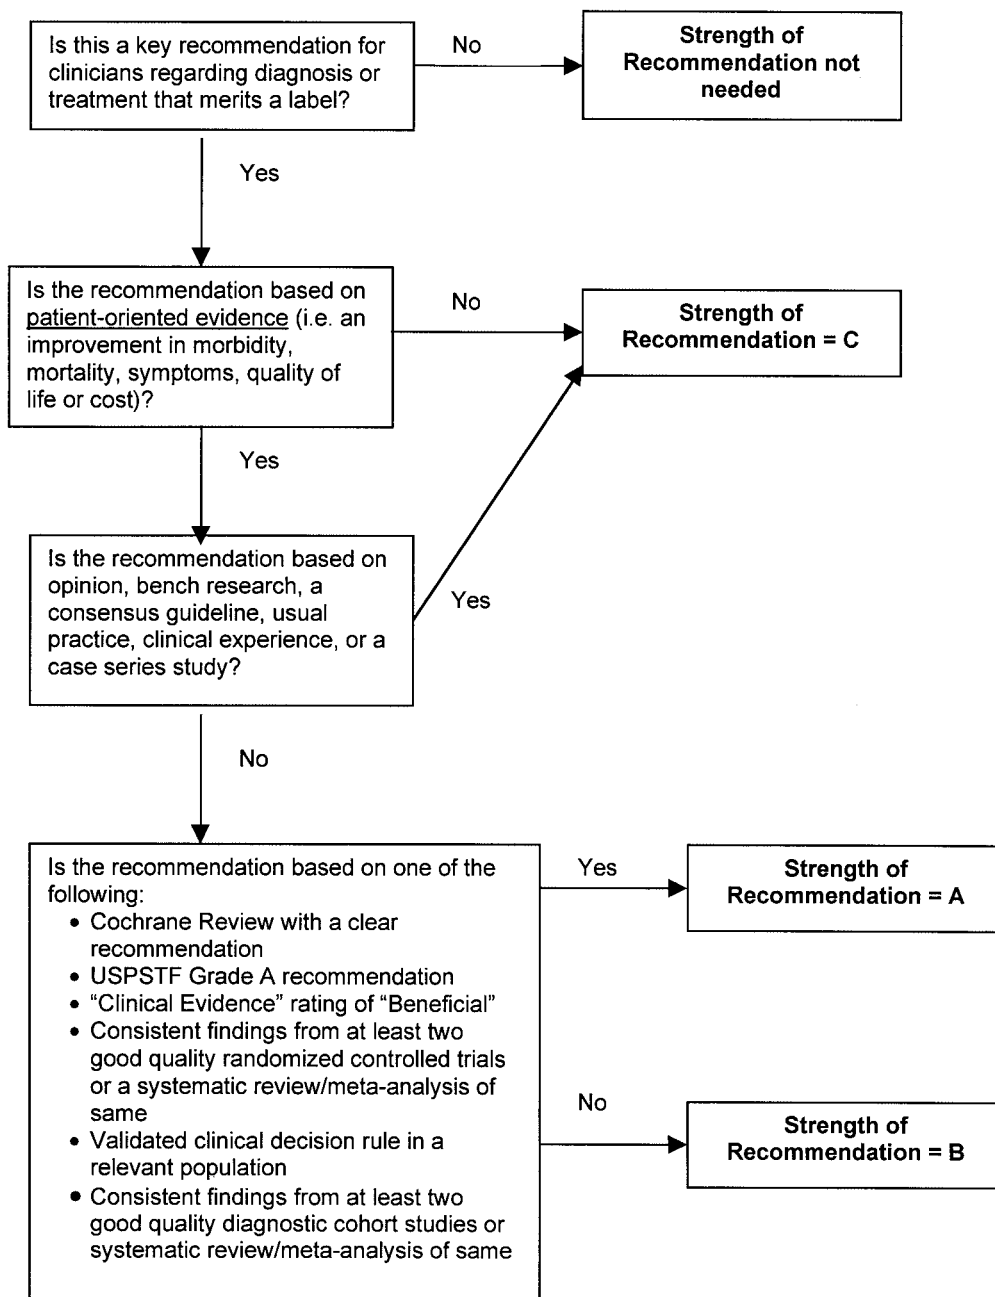 Is this a key recommendation for
clinicians regarding diagnosis or
treatment that merits a label?
No
Strength of
Recommendation not
needed
Yes
Is the recommendation based on
patient-oriented evidence (i.e. an
improvement in morbidity,
mortality, symptoms, quality of
life or cost)?
No
Strength of
Recommendation = C
Yes
Is the recommendation based on
opinion, bench research, a
consensus guideline, usual
practice, clinical experience, or a
case series study?
Yes
No
Is the recommendation based on one of the
following:
• Cochrane Review with a clear
recommendation
• USPSTF Grade A recommendation
• “Clinical Evidence” rating of “Beneficial”
• Consistent findings from at least two
good quality randomized controlled trials
or a systematic review/meta-analysis of
same
• Validated clinical decision rule in a
relevant population
• Consistent findings from at least two
good quality diagnostic cohort studies or
systematic review/meta-analysis of same
Yes
Strength of
Recommendation = A
No
Strength of
Recommendation = B